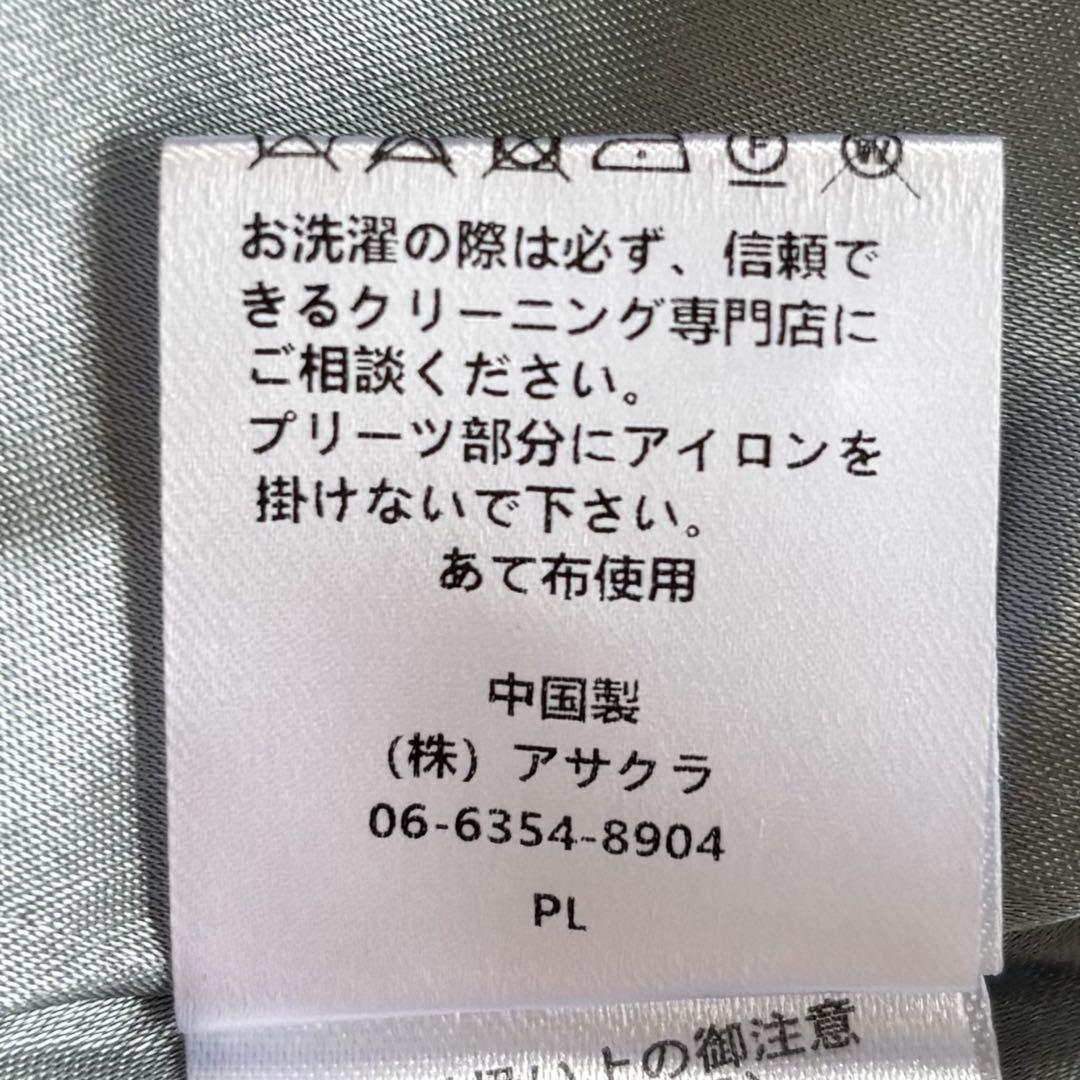 F
W
お洗濯の際は必ず、信頼で
きるクリーニング専門店に
ご相談ください。
プリーツ部分にアイロンを
掛けないで下さい。
あて布使用
中国製
(株) アサクラ
06-6354-8904
PL
上の御注意